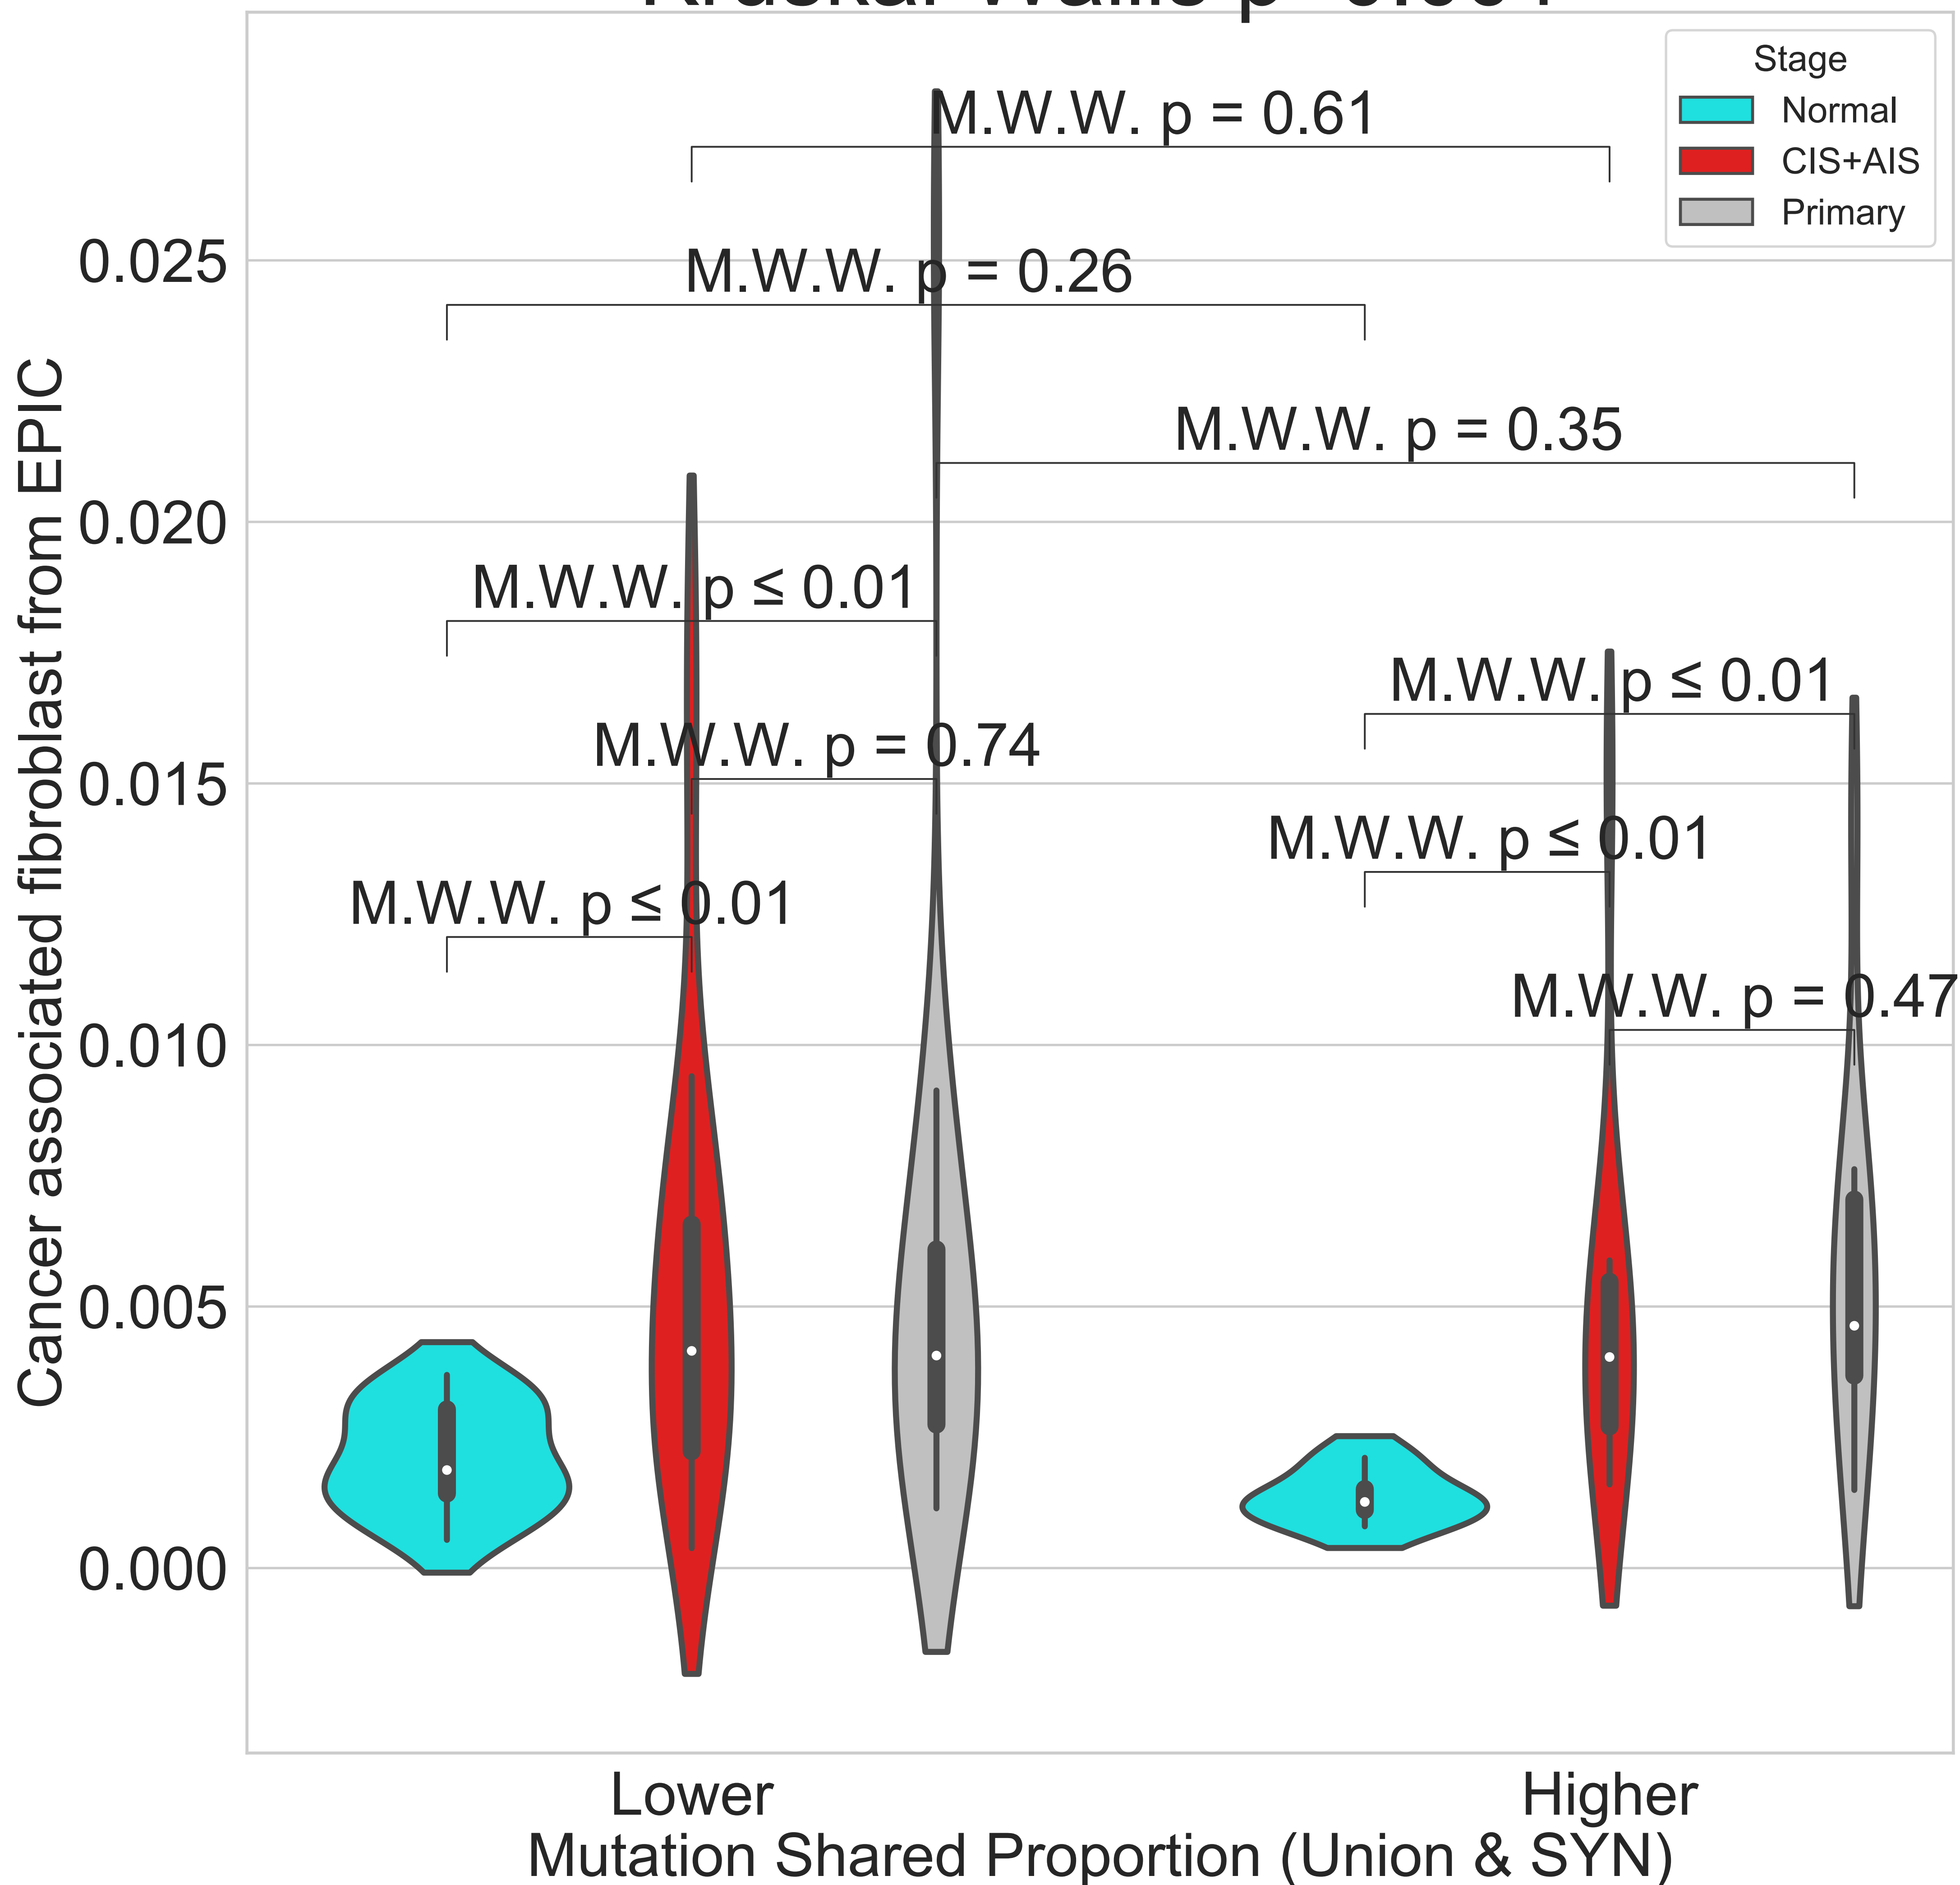 Stage
Normal
CIS+AIS
Primary
M.W.W. p = 0.61
M.W.W. p = 0.26
M.W.W. p = 0.35
M.W.W. p ≤ 0.01
M.W.W. p ≤ 0.01
M.W.W. p = 0.74
M.W.W. p ≤ 0.01
M.W.W. p ≤ 0.01
M.W.W. p = 0.47
Cancer associated fibroblast from EPIC
0.025
0.020
0.015
0.010
0.005
0.000
Lower
Higher
Mutation Shared Proportion (Union & SYN)